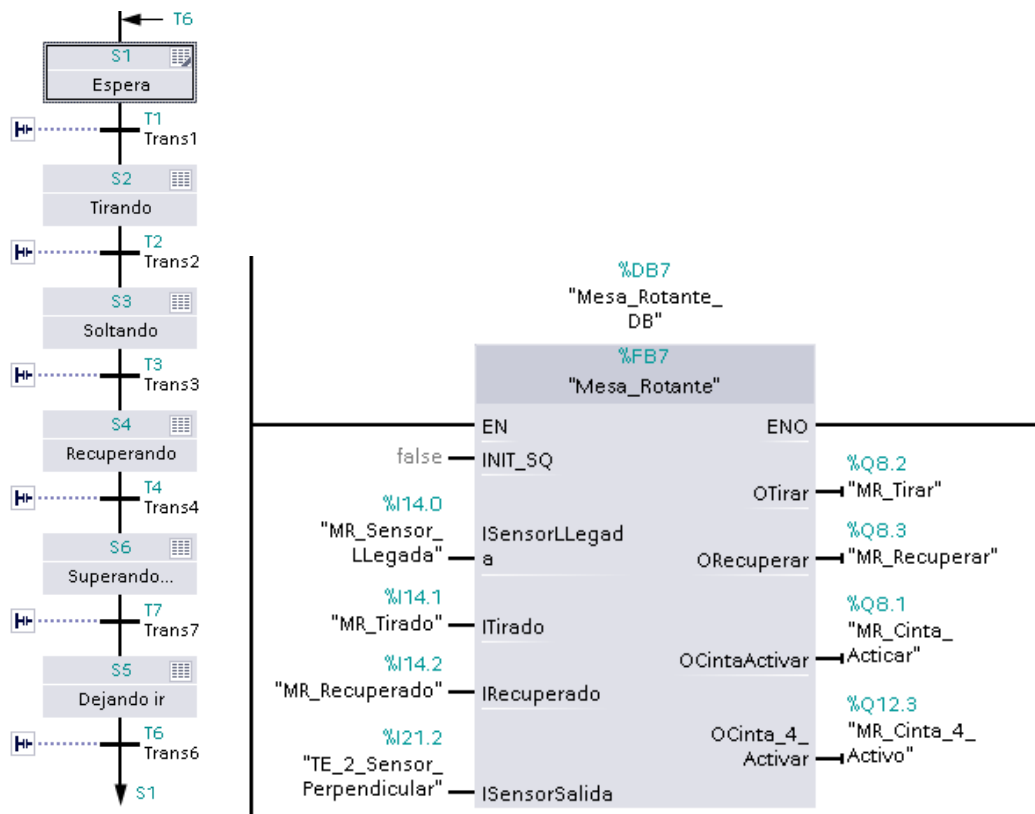 T6
S1
Espera
T1
Trans1
S2
Tirando
T2
Trans2
S3
Soltando
T3
Trans3
S4
Recuperando
T4
Trans4
S6
Superando...
T7
Trans7
S5
Dejando ir
T6
Trans6
S1
%DB7
"Mesa_Rotante_
DB"
%FB7
"Mesa_Rotante"
EN
ENO
false
INIT_SQ
%I14.0
"MR_Sensor_
LLegada"
ISensorLLegad
a
%I14.1
"MR_Tirado"
ITirado
%I14.2
"MR_Recuperado"
IRecuperado
%I21.2
"TE_2_Sensor_
Perpendicular"
ISensorSalida
%Q8.2
OTirar
"MR_Tirar"
%Q8.3
ORecuperar
"MR_Recuperar"
%Q8.1
"MR_Cinta_
OCintaActivar
Acticar"
%Q12.3
OCinta_4_
"MR_Cinta_4_
Activar
Activo"